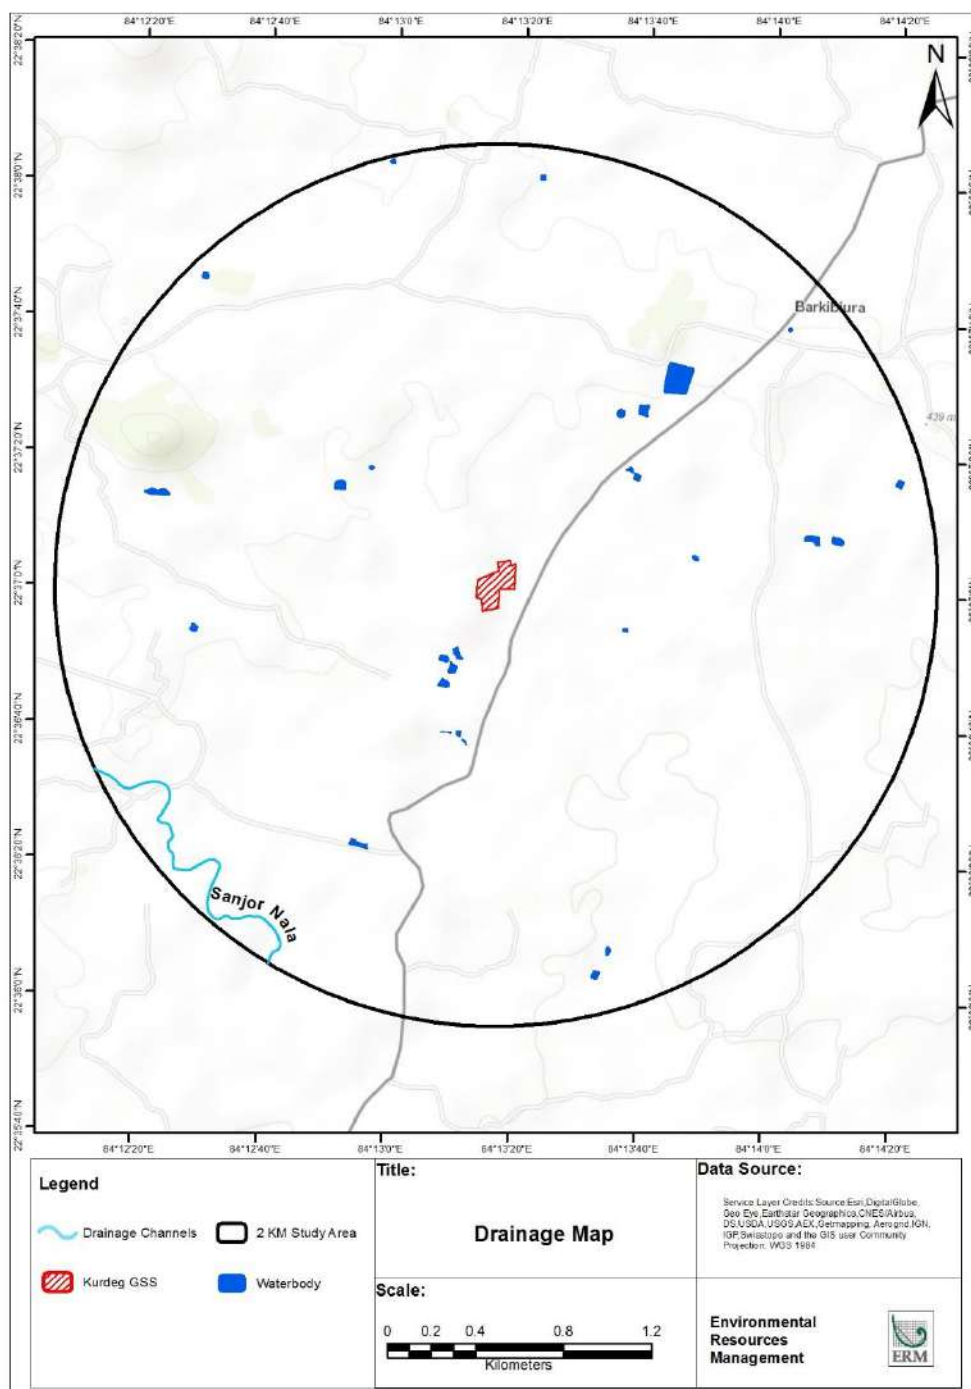 84°12'20"E 84°12'40"E 84°13'0"E 84°13'20"E 84°13'40"E 84°14'0"E 84°14'20"E
22°38'20"N
N
22°38'0"N
22°37'40"N
Barkibiura
22°37'20"N
439 m
22°37'0"N
22°36'40"N
22°36'20"N
Sanjor Nala
22°36'0"N
22°35'40"N
84°12'20"E 84°12'40"E 84°13'0"E 84°13'20"E 84°13'40"E 84°14'0"E 84°14'20"E
Legend
Drainage Channels
2 KM Study Area
Kurdeg GSS
Waterbody
Title:
Drainage Map
Scale:
0 0.2 0.4 0.8 1.2
Kilometers
Data Source:
Service Layer Credits:Source:Esri,DigitalGlobe,
Geo Eye,Earthstar Geographics,CNES/Airbus,
DS,USDA,USGS,AEX,Getmapping, Aerogrid,IGN,
IGP,Swisstopo and the GIS user Community
Projection: WGS 1984
Environmental
Resources
Management
ERM